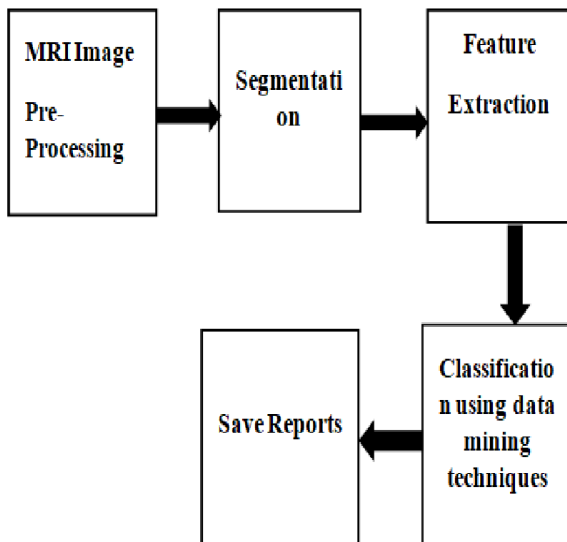 MRI Image
Pre-
Processing
Segmentati
on
Feature
Extraction
Classificatio
n using data
mining
techniques
Save Reports